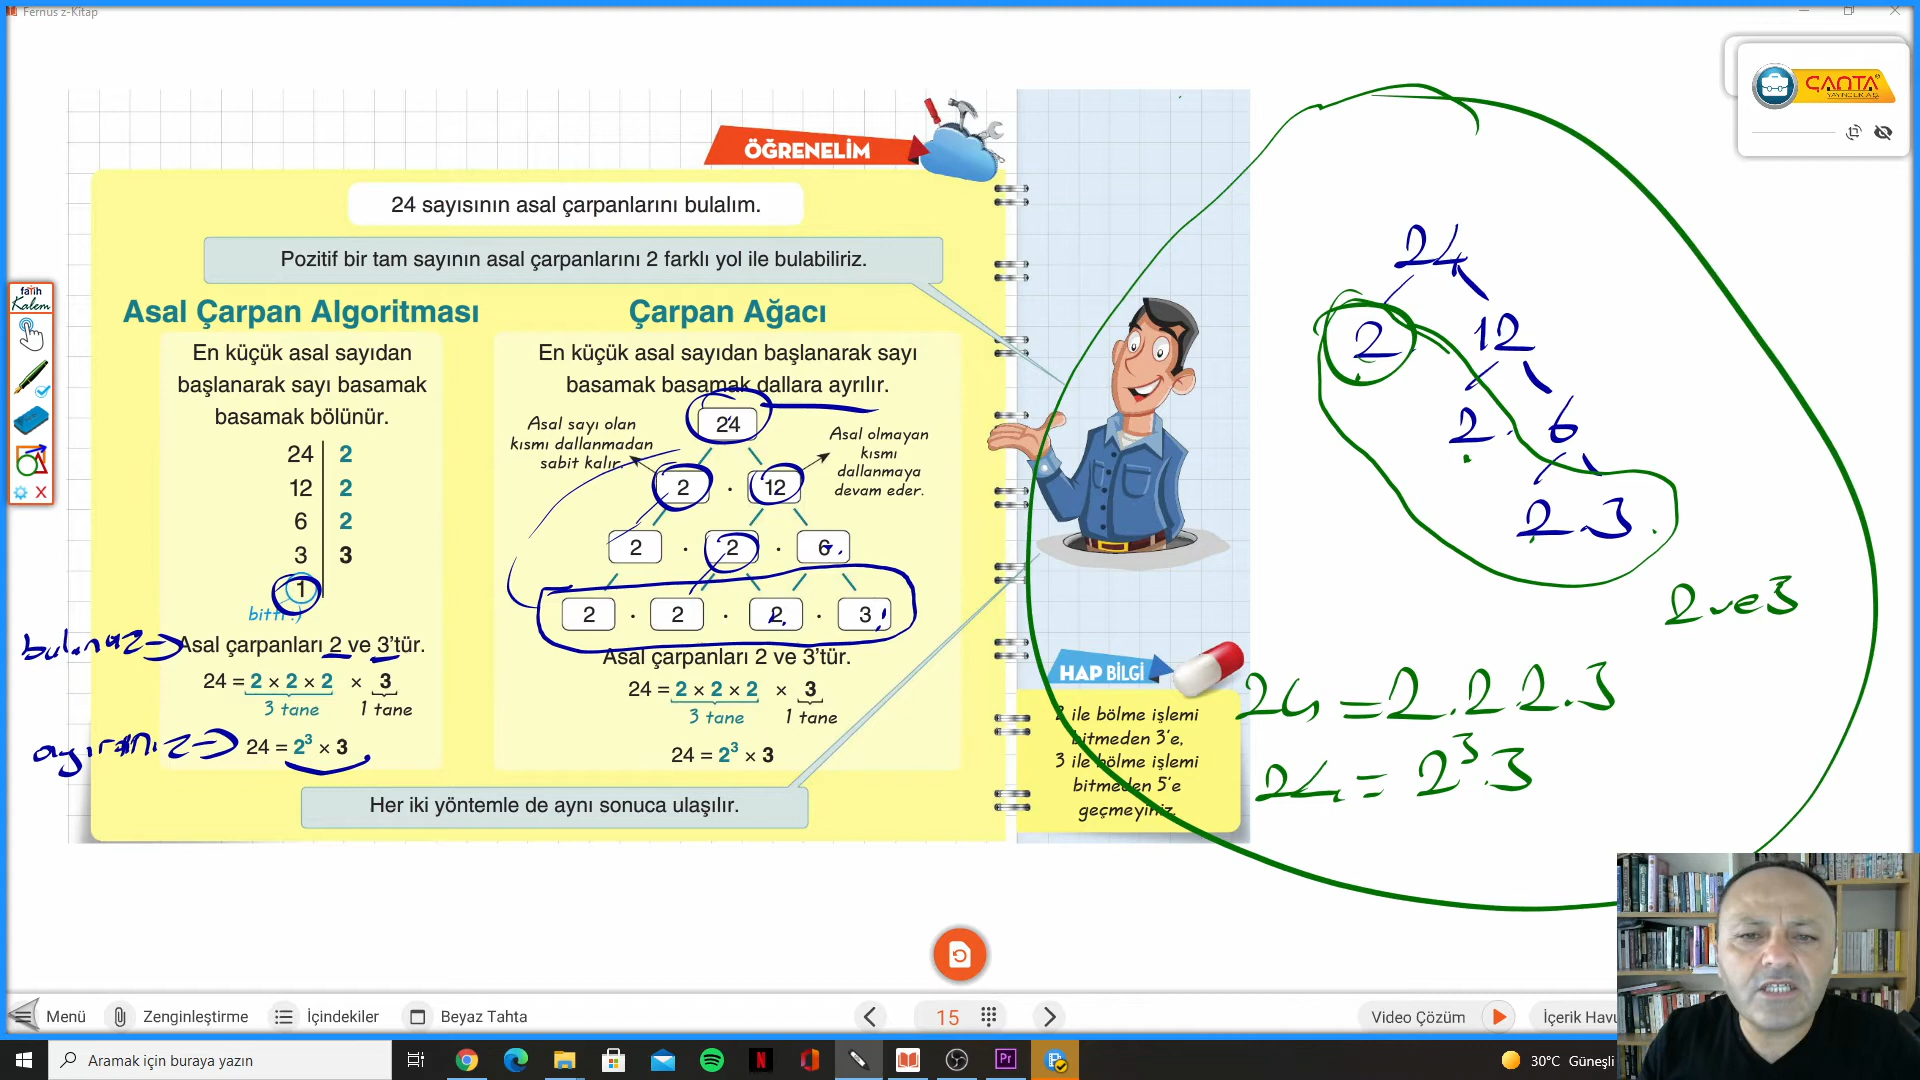 Fernus z-Kitap
ÇANTA
YAYINCILIK A.Ş.
ÖĞRENELİM
24 sayısının asal çarpanlarını bulalım.
Pozitif bir tam sayının asal çarpanlarını 2 farklı yol ile bulabiliriz.
fatih
Kalem
Asal Çarpan Algoritması
En küçük asal sayıdan
başlanarak sayı basamak
basamak bölünür.
24 2
12 2
6 2
3 3
1
bitti :)
bulunuz → Asal çarpanları 2 ve 3'tür.
24 = 2 × 2 × 2 × 3
3 tane 1 tane
ayırınız → 24 = 2³ × 3
Çarpan Ağacı
En küçük asal sayıdan başlanarak sayı
basamak basamak dallara ayrılır.
Asal sayı olan
kısmı dallanmadan
sabit kalır.
24
Asal olmayan
kısmı
dallanmaya
devam eder.
2 . 12
2 . 2 . 6
2 . 2 . 2 . 3
Asal çarpanları 2 ve 3'tür.
24 = 2 × 2 × 2 × 3
3 tane 1 tane
24 = 2³ × 3
Her iki yöntemle de aynı sonuca ulaşılır.
HAP BİLGİ
2 ile bölme işlemi
bitmeden 3'e,
3 ile bölme işlemi
bitmeden 5'e
geçmeyiniz.
24
2 12
2 . 6
2 . 3
2 ve 3
24 = 2.2.2.3
24 = 2³.3
Menü
Zenginleştirme
İçindekiler
Beyaz Tahta
15
Video Çözüm
İçerik Havu
Aramak için buraya yazın
30°C Güneşli